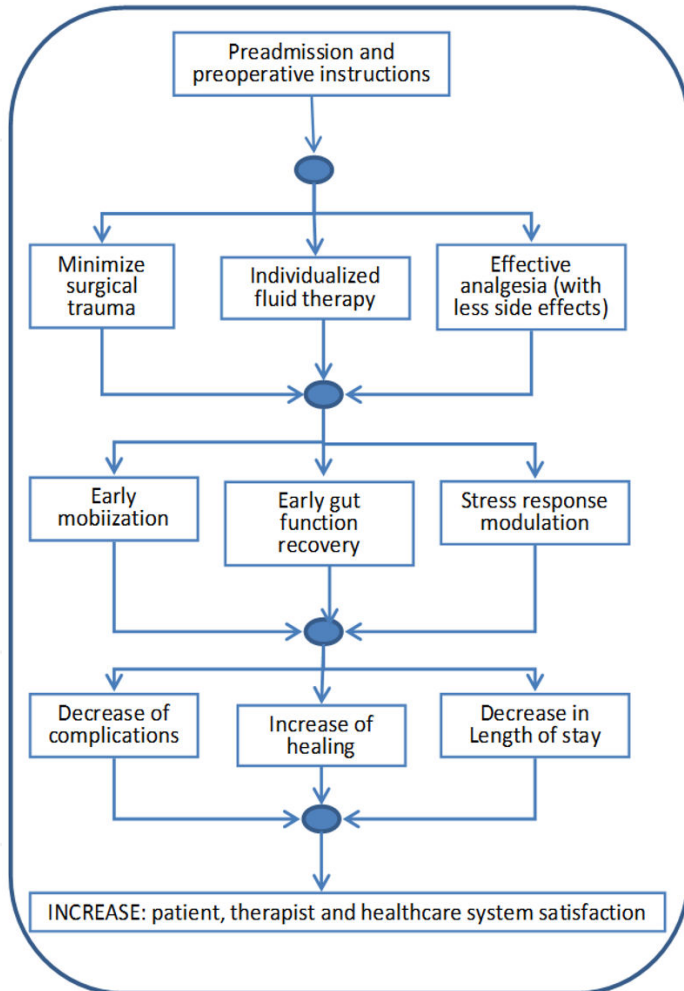 Preadmission and
preoperative instructions
Minimize
surgical
trauma
Individualized
fluid therapy
Effective
analgesia (with
less side effects)
Early
mobiization
Early gut
function
recovery
Stress response
modulation
Decrease of
complications
Increase of
healing
Decrease in
Length of stay
INCREASE: patient, therapist and healthcare system satisfaction